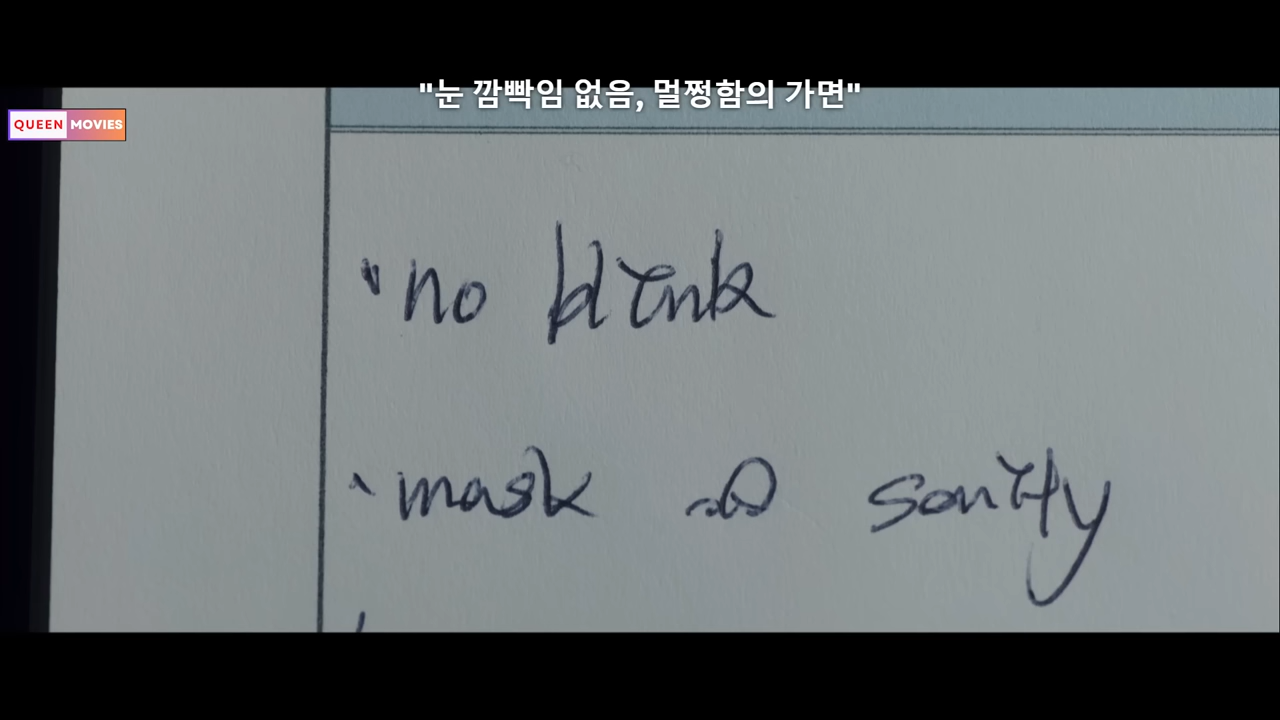 "눈 깜빡임 없음, 멀쩡함의 가면"
QUEEN MOVIES
no blink
mask of sanity